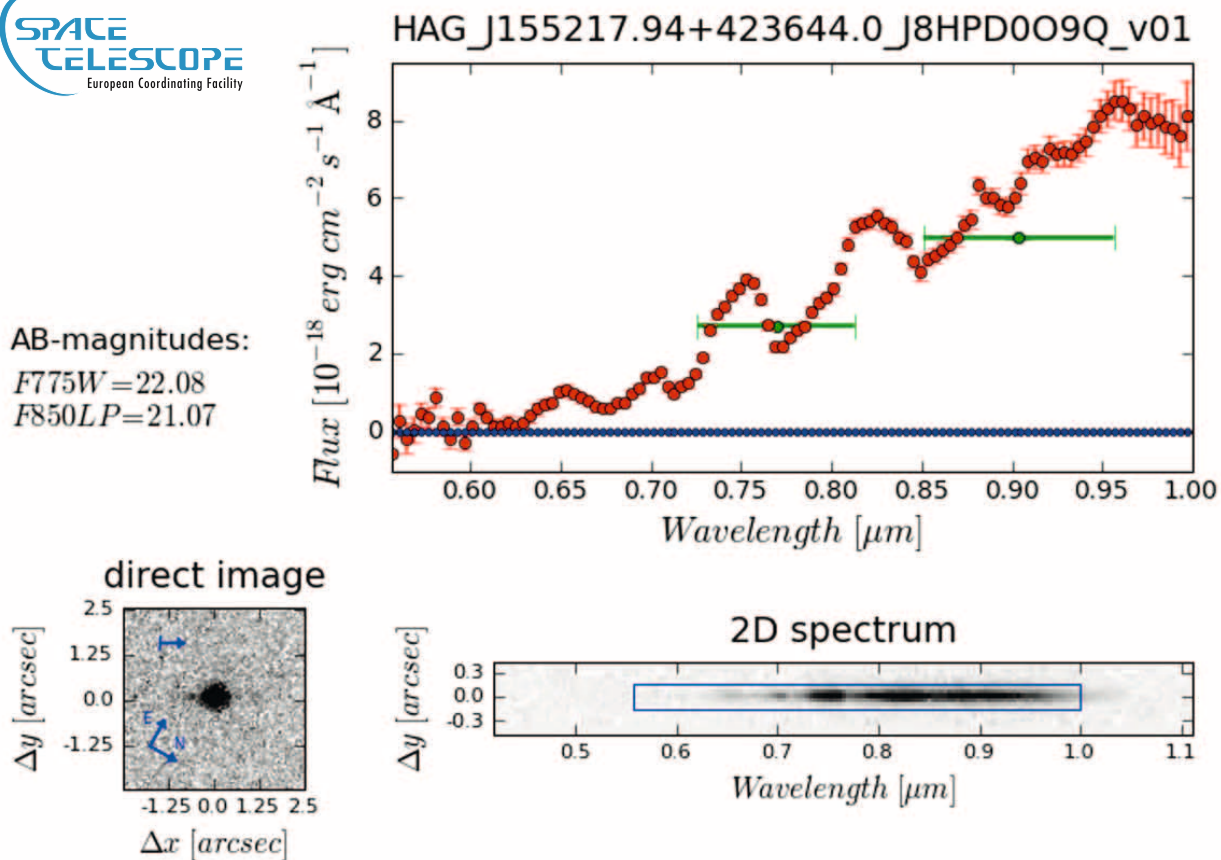 SPACE
TELESCOPE
European Coordinating Facility
HAG_J155217.94+423644.0_J8HPD0O9Q_v01
Flux [10⁻¹⁸ erg cm⁻² s⁻¹ Å⁻¹]
8
6
4
2
0
0.60 0.65 0.70 0.75 0.80 0.85 0.90 0.95 1.00
Wavelength [μm]
AB-magnitudes:
F775W=22.08
F850LP=21.07
direct image
Δy [arcsec]
2.5
1.25
0.0
-1.25
E
N
-1.25 0.0 1.25 2.5
Δx [arcsec]
2D spectrum
Δy [arcsec]
0.3
0.0
-0.3
0.5 0.6 0.7 0.8 0.9 1.0 1.1
Wavelength [μm]